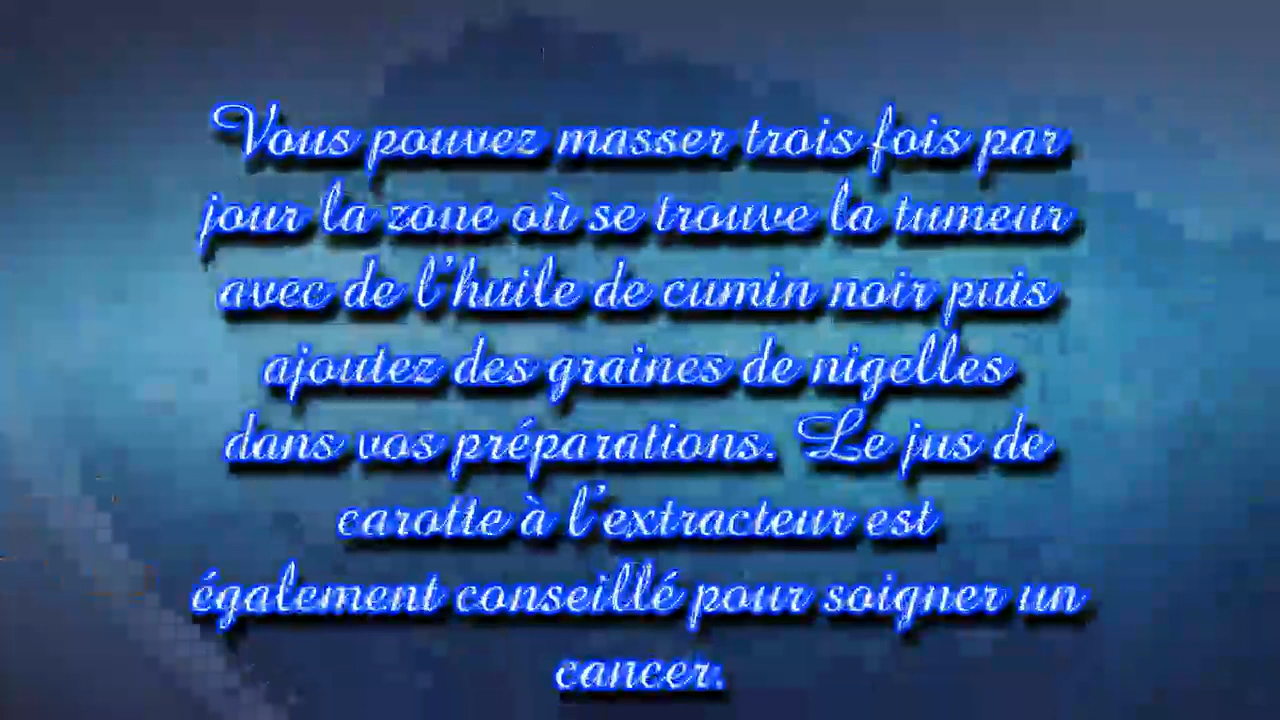 Vous pouvez masser trois fois par
jour la zone où se trouve la tumeur
avec de l'huile de cumin noir puis
ajoutez des graines de nigelles
dans vos préparations. Le jus de
carotte à l'extracteur est
également conseillé pour soigner un
cancer.